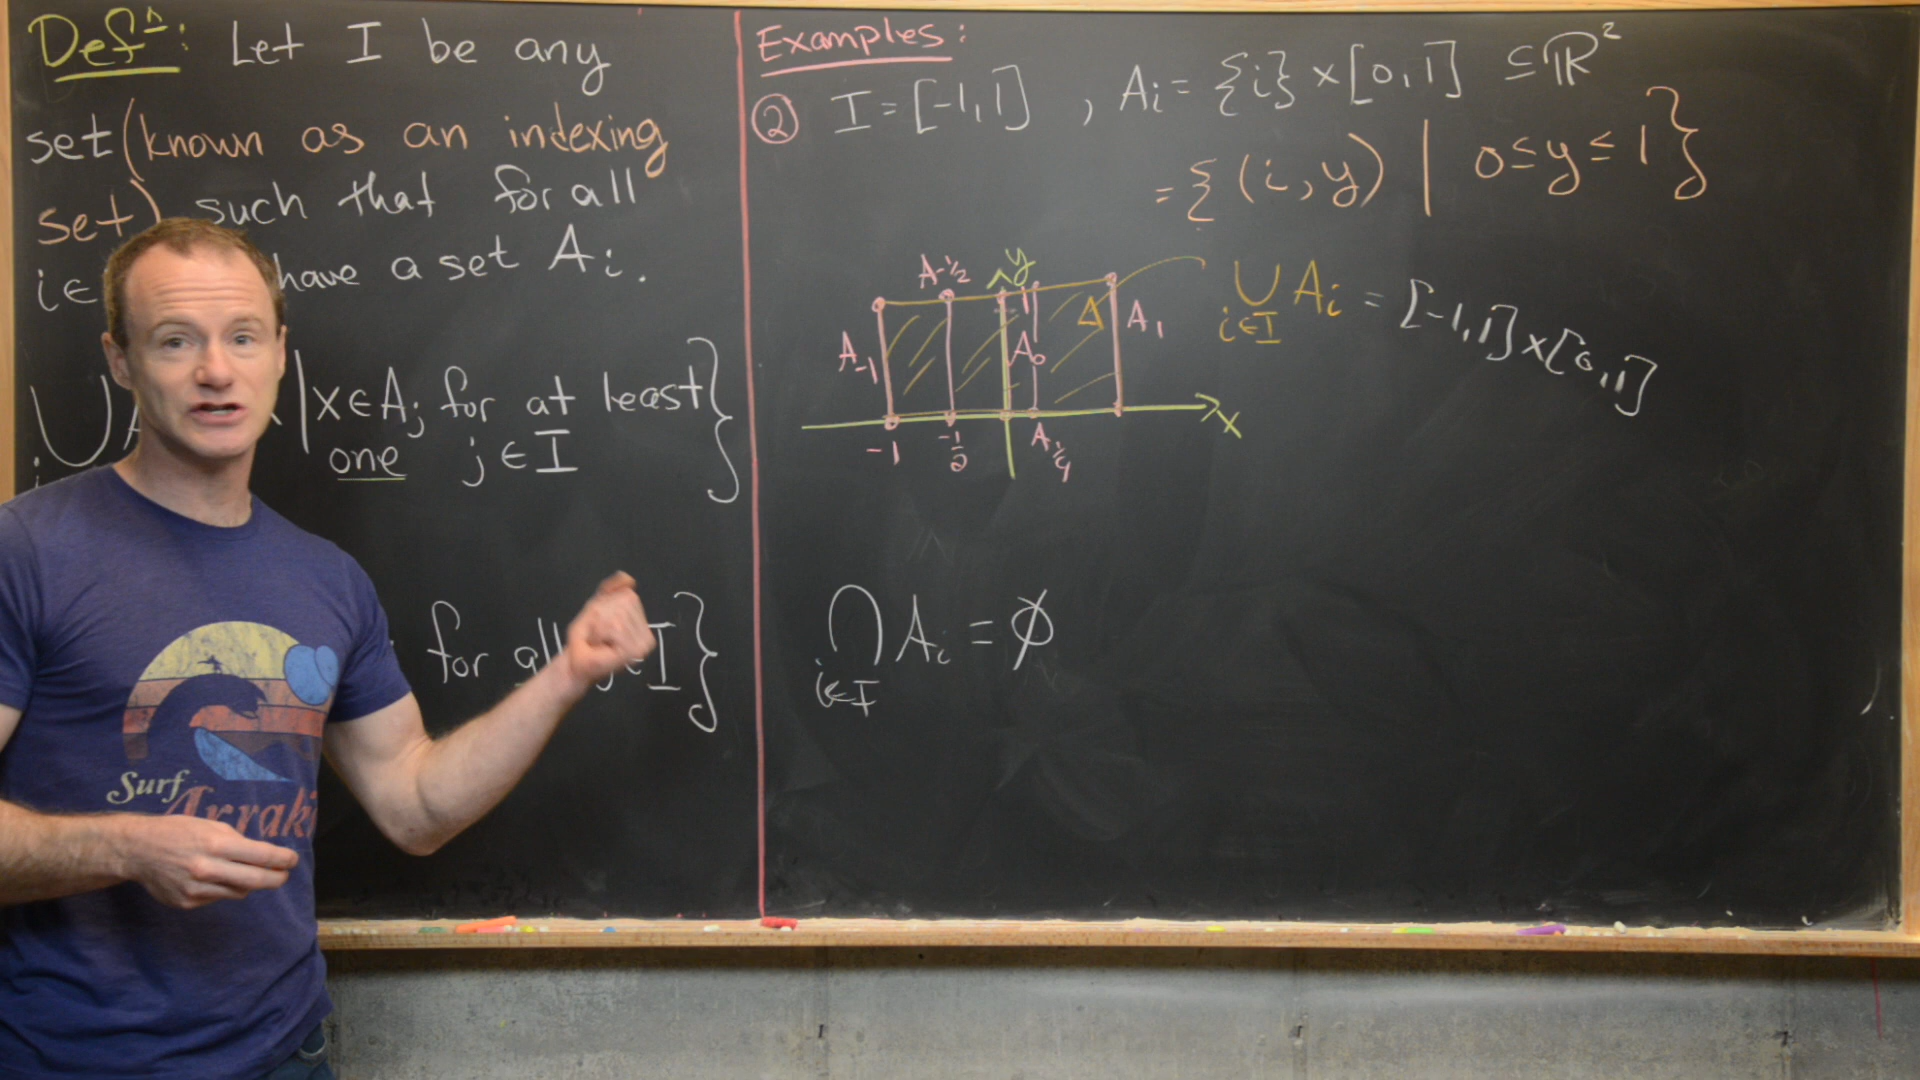 Defⁿ: Let I be any
set (known as an indexing
set) such that for all
i∈ have a set Aᵢ.
⋃ | x∈Aⱼ for at least
one j∈I }
for all j∈I }
Surf
Arraki
Examples:
② I=[-1,1] , Aᵢ= {i}×[0,1] ⊆ℝ²
={(i,y) | 0≤y≤1}
A-½ y
A₋₁ A₀ Δ A₁
-1 -½ A¼ x
⋃ Aᵢ = [-1,1]×[0,1]
i∈I
⋂ Aᵢ = ∅
i∈I